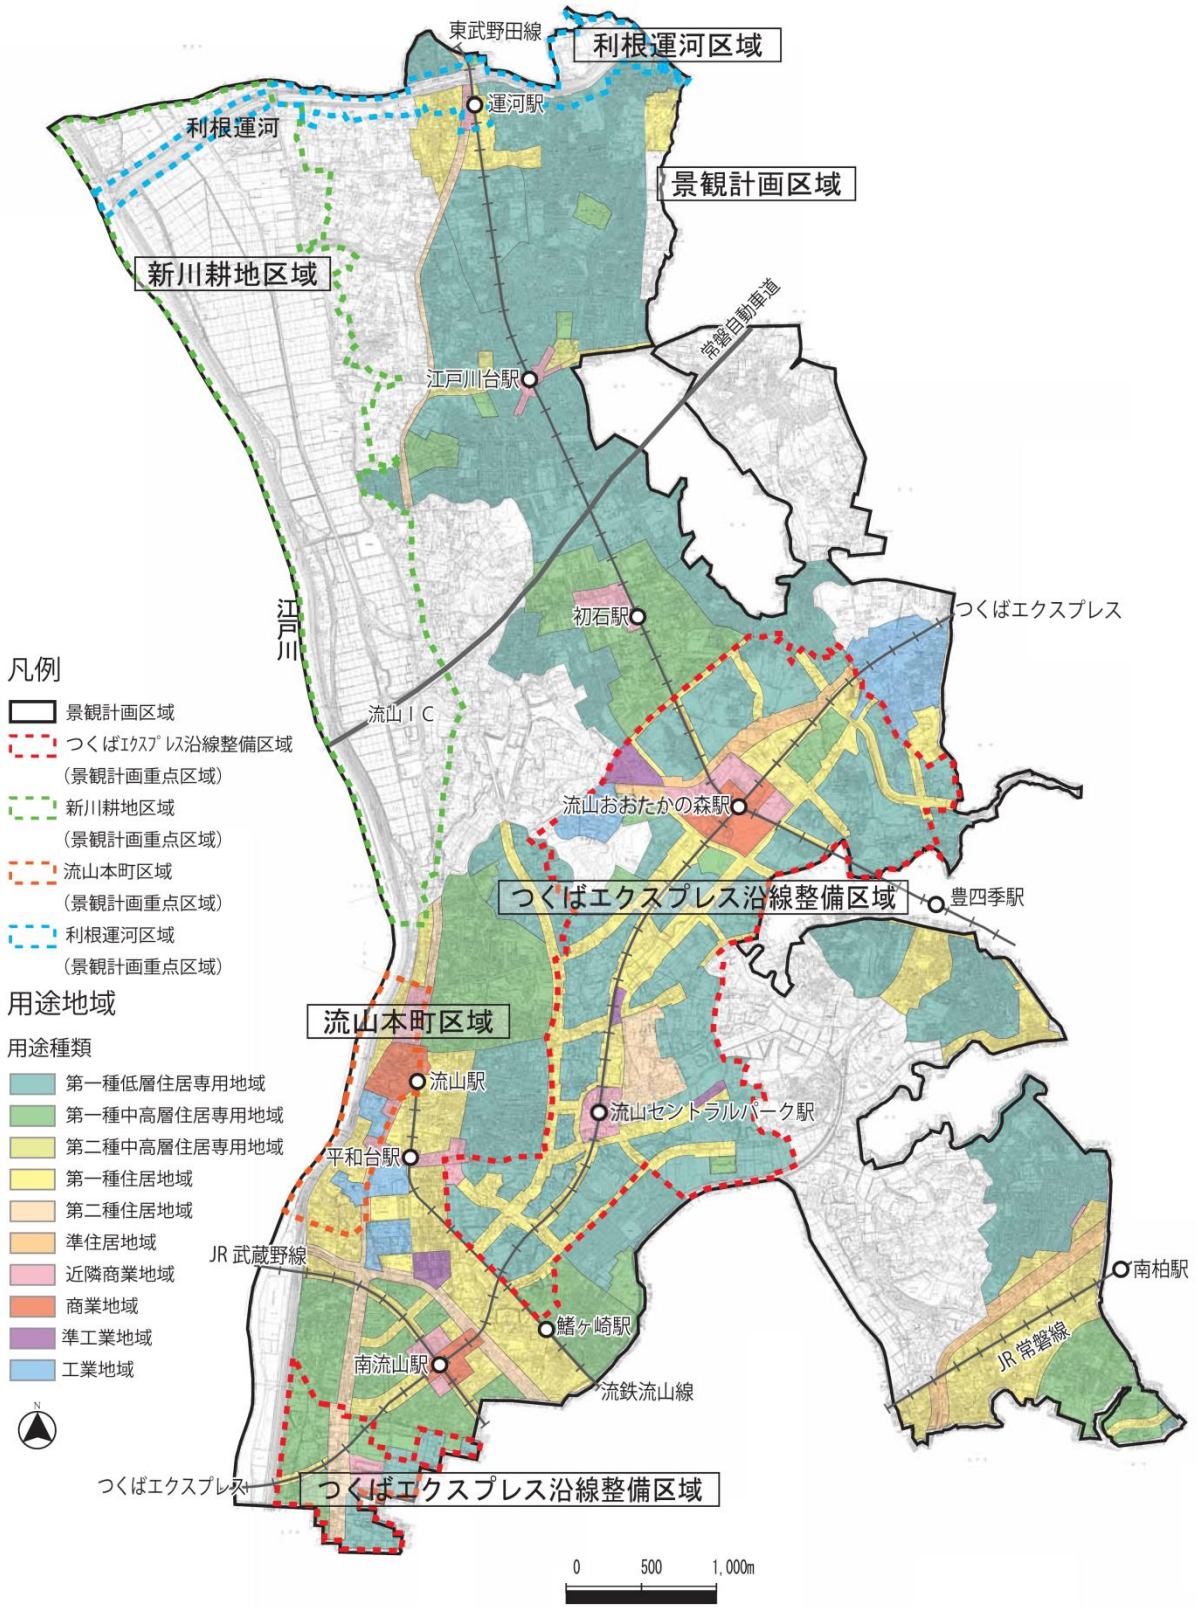 東武野田線
利根運河区域
運河駅
利根運河
景観計画区域
新川耕地区域
常磐自動車道
江戸川台駅
江戸川
初石駅
つくばエクスプレス
流山IC
流山おおたかの森駅
つくばエクスプレス沿線整備区域
豊四季駅
流山本町区域
流山駅
流山セントラルパーク駅
平和台駅
JR 武蔵野線
南柏駅
鰭ヶ崎駅
JR 常磐線
南流山駅
流鉄流山線
つくばエクスプレス
つくばエクスプレス沿線整備区域
凡例
景観計画区域
つくばｴｸｽﾌﾟﾚｽ沿線整備区域
(景観計画重点区域)
新川耕地区域
(景観計画重点区域)
流山本町区域
(景観計画重点区域)
利根運河区域
(景観計画重点区域)
用途地域
用途種類
第一種低層住居専用地域
第一種中高層住居専用地域
第二種中高層住居専用地域
第一種住居地域
第二種住居地域
準住居地域
近隣商業地域
商業地域
準工業地域
工業地域
N
0 500 1,000m